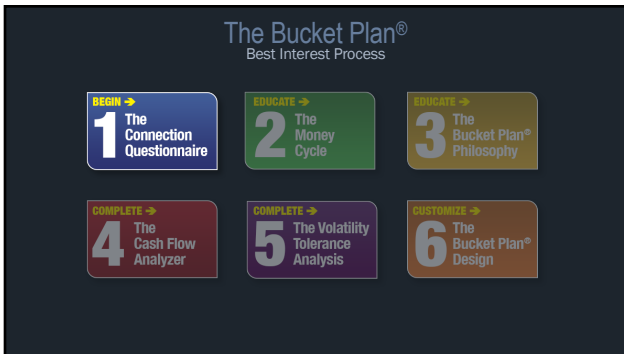 The Bucket Plan®
Best Interest Process
BEGIN →
1
The
Connection
Questionnaire
EDUCATE →
2
The
Money
Cycle
EDUCATE →
3
The
Bucket Plan®
Philosophy
COMPLETE →
4
The
Cash Flow
Analyzer
COMPLETE →
5
The Volatility
Tolerance
Analysis
CUSTOMIZE →
6
The
Bucket Plan®
Design